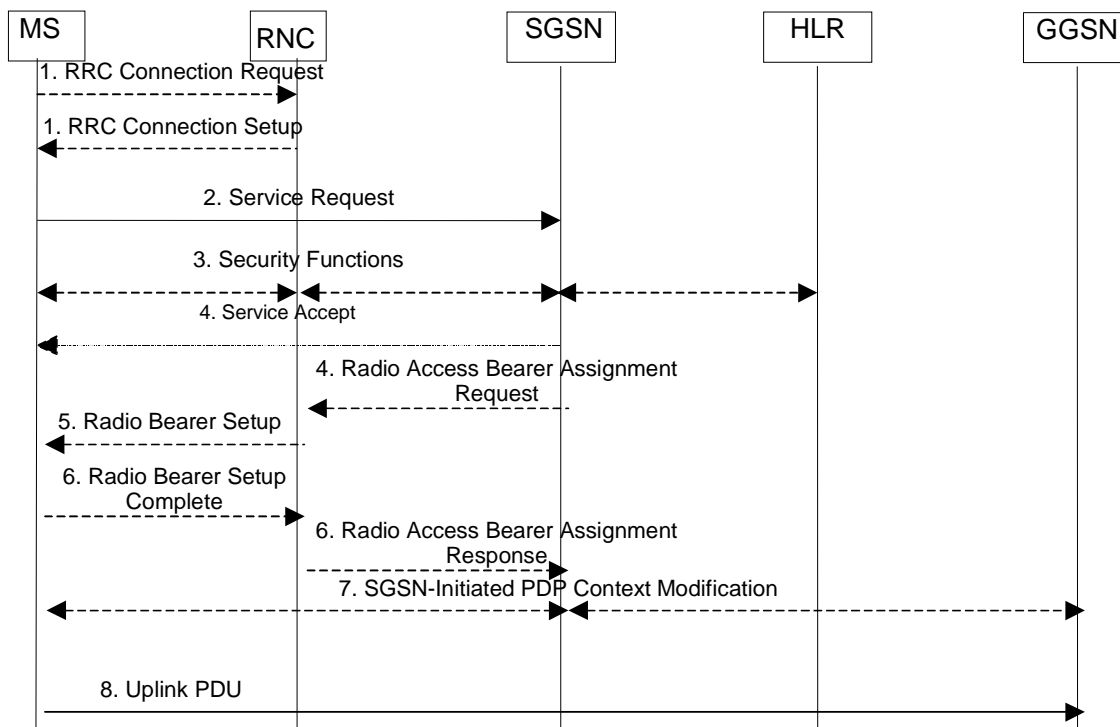 MS
RNC
SGSN
HLR
GGSN
1. RRC Connection Request
1. RRC Connection Setup
2. Service Request
3. Security Functions
4. Service Accept
4. Radio Access Bearer Assignment
Request
5. Radio Bearer Setup
6. Radio Bearer Setup
Complete
6. Radio Access Bearer Assignment
Response
7. SGSN-Initiated PDP Context Modification
8. Uplink PDU